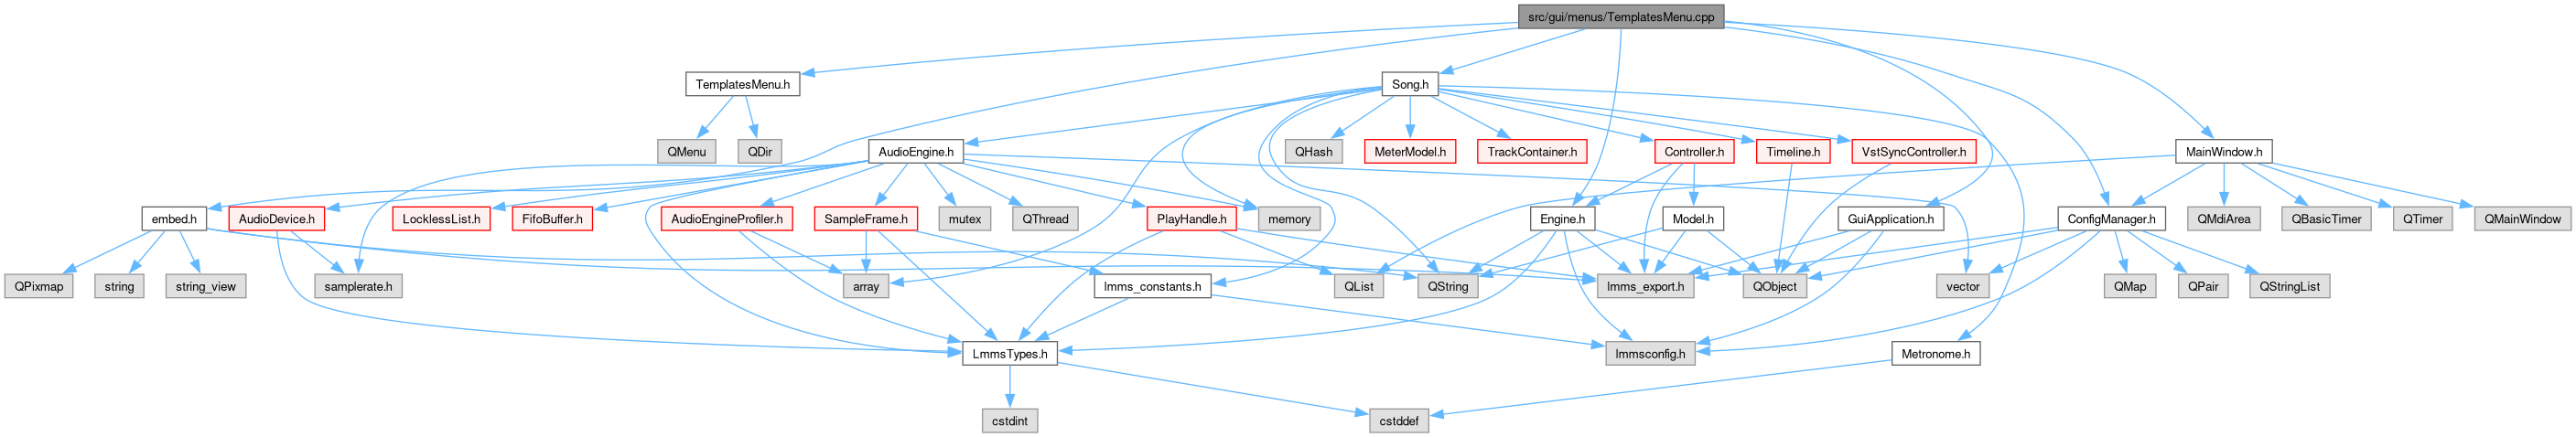 src/gui/menus/TemplatesMenu.cpp
TemplatesMenu.h
Song.h
QMenu
QDir
AudioEngine.h
QHash
MeterModel.h
TrackContainer.h
Controller.h
Timeline.h
VstSyncController.h
MainWindow.h
embed.h
AudioDevice.h
LocklessList.h
FifoBuffer.h
AudioEngineProfiler.h
SampleFrame.h
mutex
QThread
PlayHandle.h
memory
Engine.h
Model.h
GuiApplication.h
ConfigManager.h
QMdiArea
QBasicTimer
QTimer
QMainWindow
QPixmap
string
string_view
samplerate.h
array
lmms_constants.h
QList
QString
lmms_export.h
QObject
vector
QMap
QPair
QStringList
LmmsTypes.h
lmmsconfig.h
Metronome.h
cstdint
cstddef